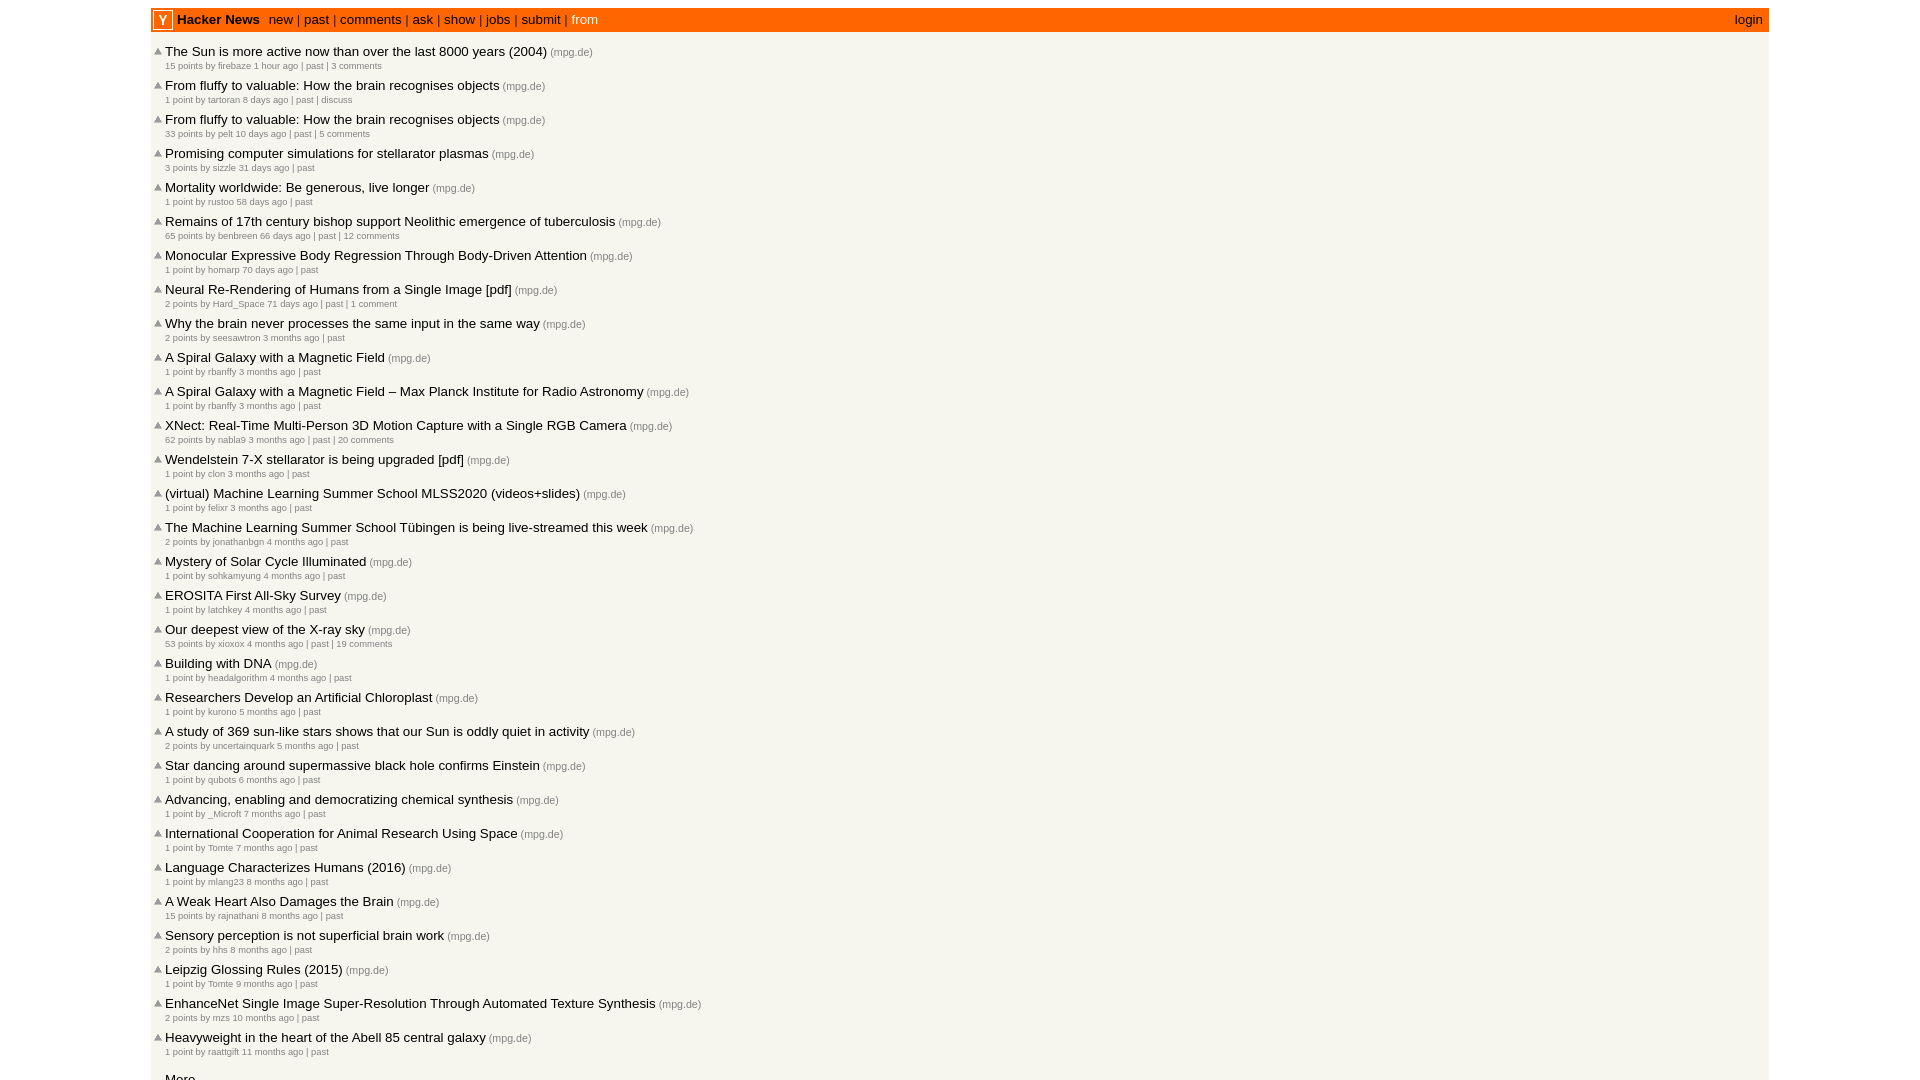 Y Hacker News new | past | comments | ask | show | jobs | submit | from login
The Sun is more active now than over the last 8000 years (2004) (mpg.de)
15 points by firebaze 1 hour ago | past | 3 comments
From fluffy to valuable: How the brain recognises objects (mpg.de)
1 point by tartoran 8 days ago | past | discuss
From fluffy to valuable: How the brain recognises objects (mpg.de)
33 points by pelt 10 days ago | past | 5 comments
Promising computer simulations for stellarator plasmas (mpg.de)
3 points by sizzle 31 days ago | past
Mortality worldwide: Be generous, live longer (mpg.de)
1 point by rustoo 58 days ago | past
Remains of 17th century bishop support Neolithic emergence of tuberculosis (mpg.de)
65 points by benbreen 66 days ago | past | 12 comments
Monocular Expressive Body Regression Through Body-Driven Attention (mpg.de)
1 point by homarp 70 days ago | past
Neural Re-Rendering of Humans from a Single Image [pdf] (mpg.de)
2 points by Hard_Space 71 days ago | past | 1 comment
Why the brain never processes the same input in the same way (mpg.de)
2 points by seesawtron 3 months ago | past
A Spiral Galaxy with a Magnetic Field (mpg.de)
1 point by rbanffy 3 months ago | past
A Spiral Galaxy with a Magnetic Field – Max Planck Institute for Radio Astronomy (mpg.de)
1 point by rbanffy 3 months ago | past
XNect: Real-Time Multi-Person 3D Motion Capture with a Single RGB Camera (mpg.de)
62 points by nabla9 3 months ago | past | 20 comments
Wendelstein 7-X stellarator is being upgraded [pdf] (mpg.de)
1 point by clon 3 months ago | past
(virtual) Machine Learning Summer School MLSS2020 (videos+slides) (mpg.de)
1 point by felixr 3 months ago | past
The Machine Learning Summer School Tübingen is being live-streamed this week (mpg.de)
2 points by jonathanbgn 4 months ago | past
Mystery of Solar Cycle Illuminated (mpg.de)
1 point by sohkamyung 4 months ago | past
EROSITA First All-Sky Survey (mpg.de)
1 point by latchkey 4 months ago | past
Our deepest view of the X-ray sky (mpg.de)
53 points by xioxox 4 months ago | past | 19 comments
Building with DNA (mpg.de)
1 point by headalgorithm 4 months ago | past
Researchers Develop an Artificial Chloroplast (mpg.de)
1 point by kurono 5 months ago | past
A study of 369 sun-like stars shows that our Sun is oddly quiet in activity (mpg.de)
2 points by uncertainquark 5 months ago | past
Star dancing around supermassive black hole confirms Einstein (mpg.de)
1 point by qubots 6 months ago | past
Advancing, enabling and democratizing chemical synthesis (mpg.de)
1 point by _Microft 7 months ago | past
International Cooperation for Animal Research Using Space (mpg.de)
1 point by Tomte 7 months ago | past
Language Characterizes Humans (2016) (mpg.de)
1 point by mlang23 8 months ago | past
A Weak Heart Also Damages the Brain (mpg.de)
15 points by rajnathani 8 months ago | past
Sensory perception is not superficial brain work (mpg.de)
2 points by hhs 8 months ago | past
Leipzig Glossing Rules (2015) (mpg.de)
1 point by Tomte 9 months ago | past
EnhanceNet Single Image Super-Resolution Through Automated Texture Synthesis (mpg.de)
2 points by mzs 10 months ago | past
Heavyweight in the heart of the Abell 85 central galaxy (mpg.de)
1 point by raattgift 11 months ago | past
More